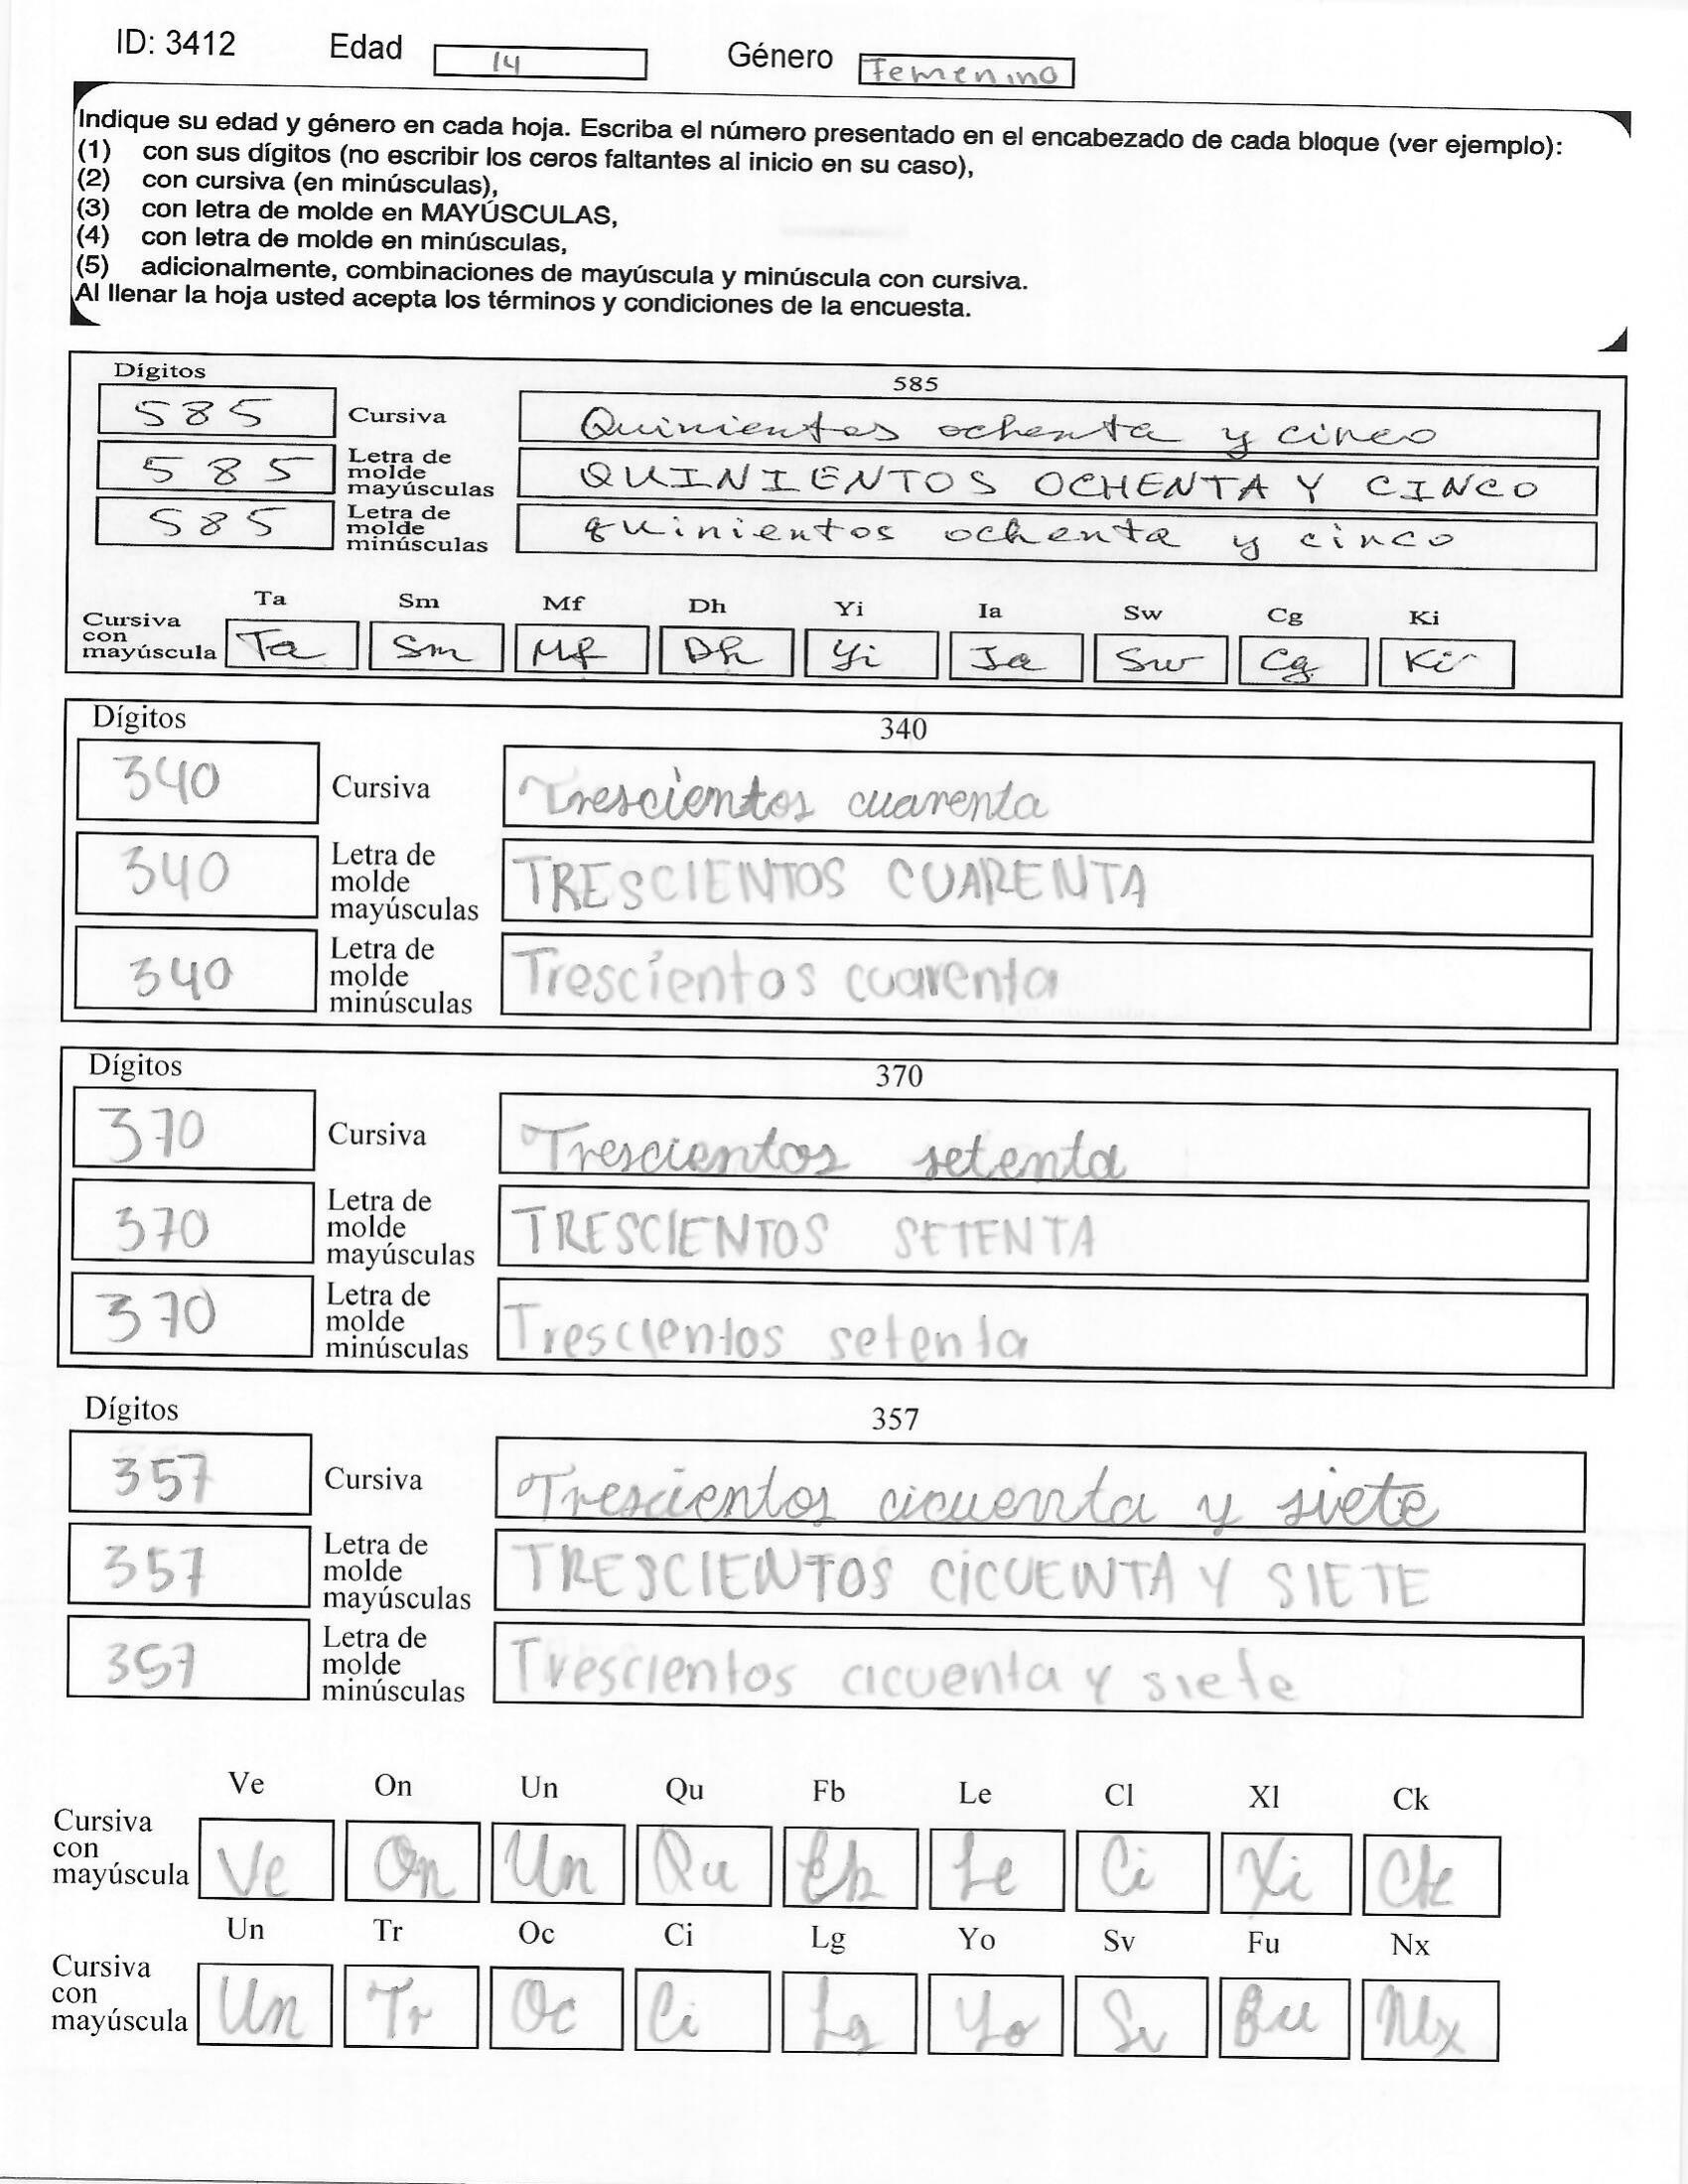 ID: 3412 Edad 14 Género Femenino
Indique su edad y género en cada hoja. Escriba el número presentado en el encabezado de cada bloque (ver ejemplo):
(1) con sus dígitos (no escribir los ceros faltantes al inicio en su caso),
(2) con cursiva (en minúsculas),
(3) con letra de molde en MAYÚSCULAS,
(4) con letra de molde en minúsculas,
(5) adicionalmente, combinaciones de mayúscula y minúscula con cursiva.
Al llenar la hoja usted acepta los términos y condiciones de la encuesta.
Dígitos 585
585 Cursiva Quinientos ochenta y cinco
585 Letra de molde mayúsculas QUINIENTOS OCHENTA Y CINCO
585 Letra de molde minúsculas quinientos ochenta y cinco
Ta Sm Mf Dh Yi Ia Sw Cg Ki
Cursiva con mayúscula Ta Sm Mf Dh Yi Ia Sw Cg Ki
Dígitos 340
340 Cursiva Trescientos cuarenta
340 Letra de molde mayúsculas TRESCIENTOS CUARENTA
340 Letra de molde minúsculas Trescientos cuarenta
Dígitos 370
370 Cursiva Trescientos setenta
370 Letra de molde mayúsculas TRESCIENTOS SETENTA
370 Letra de molde minúsculas Trescientos setenta
Dígitos 357
357 Cursiva Trescientos cicuenta y siete
357 Letra de molde mayúsculas TRESCIENTOS CICUENTA Y SIETE
357 Letra de molde minúsculas Trescientos cicuenta y siete
Ve On Un Qu Fb Le Cl Xl Ck
Cursiva con mayúscula Ve On Un Qu Le Ci Xi Ck
Un Tr Oc Ci Lg Yo Sv Fu Nx
Cursiva con mayúscula Un Tr Oc Ci Lg Yo Sv Nx